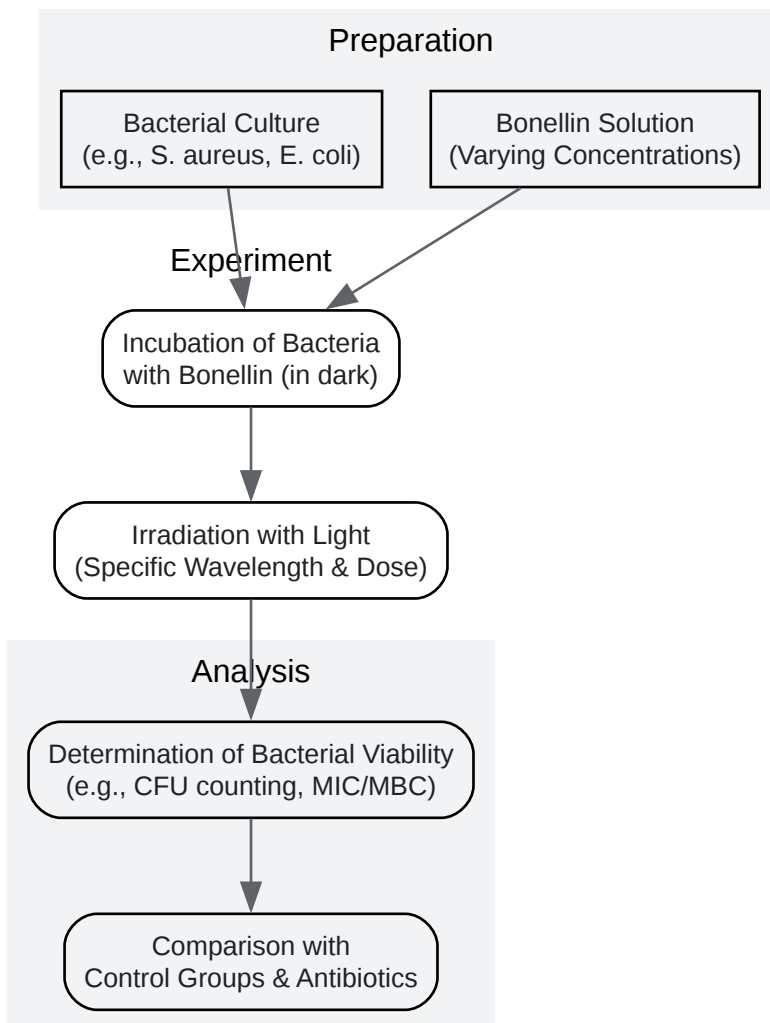 Preparation
Bacterial Culture
(e.g., S. aureus, E. coli)
Bonellin Solution
(Varying Concentrations)
Experiment
Incubation of Bacteria
with Bonellin (in dark)
Irradiation with Light
(Specific Wavelength & Dose)
Analysis
Determination of Bacterial Viability
(e.g., CFU counting, MIC/MBC)
Comparison with
Control Groups & Antibiotics